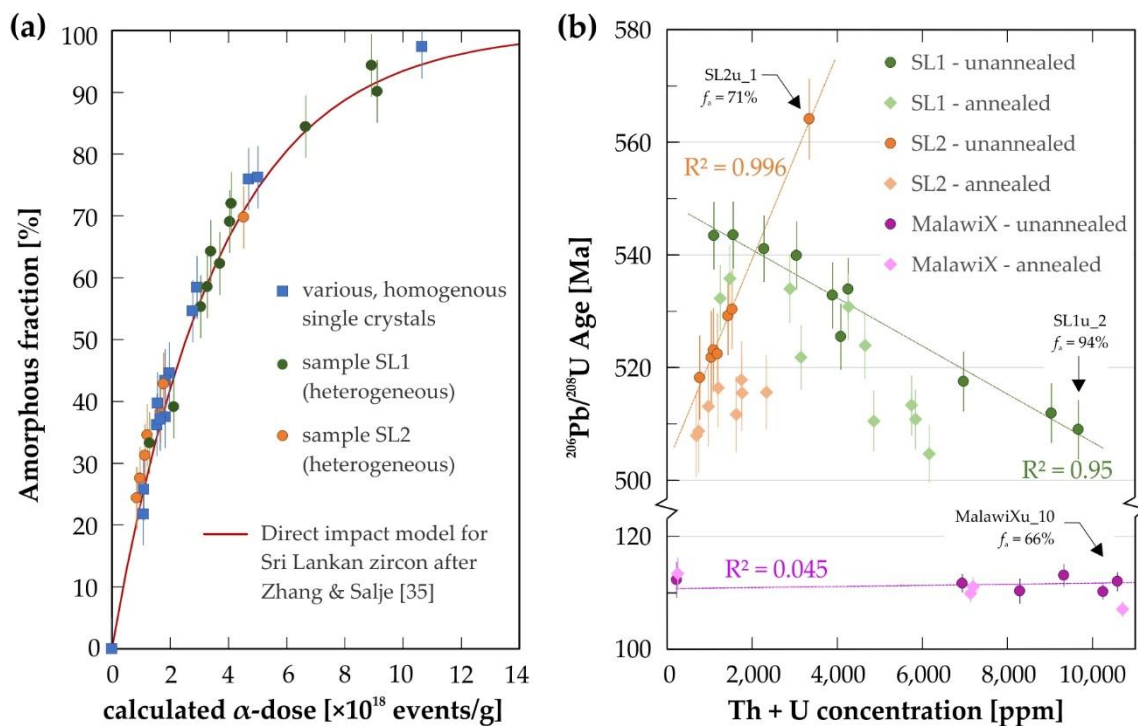 (a)
100
90
80
70
60
50
40
30
20
10
0
Amorphous fraction [%]
various, homogenous
single crystals
sample SL1
(heterogeneous)
sample SL2
(heterogeneous)
Direct impact model for
Sri Lankan zircon after
Zhang & Salje [35]
0 2 4 6 8 10 12 14
calculated α-dose [×10¹⁸ events/g]
(b)
580
560
540
520
500
120
100
²⁰⁶Pb/²⁰⁸U Age [Ma]
SL2u_1
fₐ = 71%
SL1 - unannealed
SL1 - annealed
SL2 - unannealed
SL2 - annealed
MalawiX - unannealed
MalawiX - annealed
R² = 0.996
SL1u_2
fₐ = 94%
R² = 0.95
MalawiXu_10
fₐ = 66%
R² = 0.045
0 2,000 4,000 6,000 8,000 10,000
Th + U concentration [ppm]